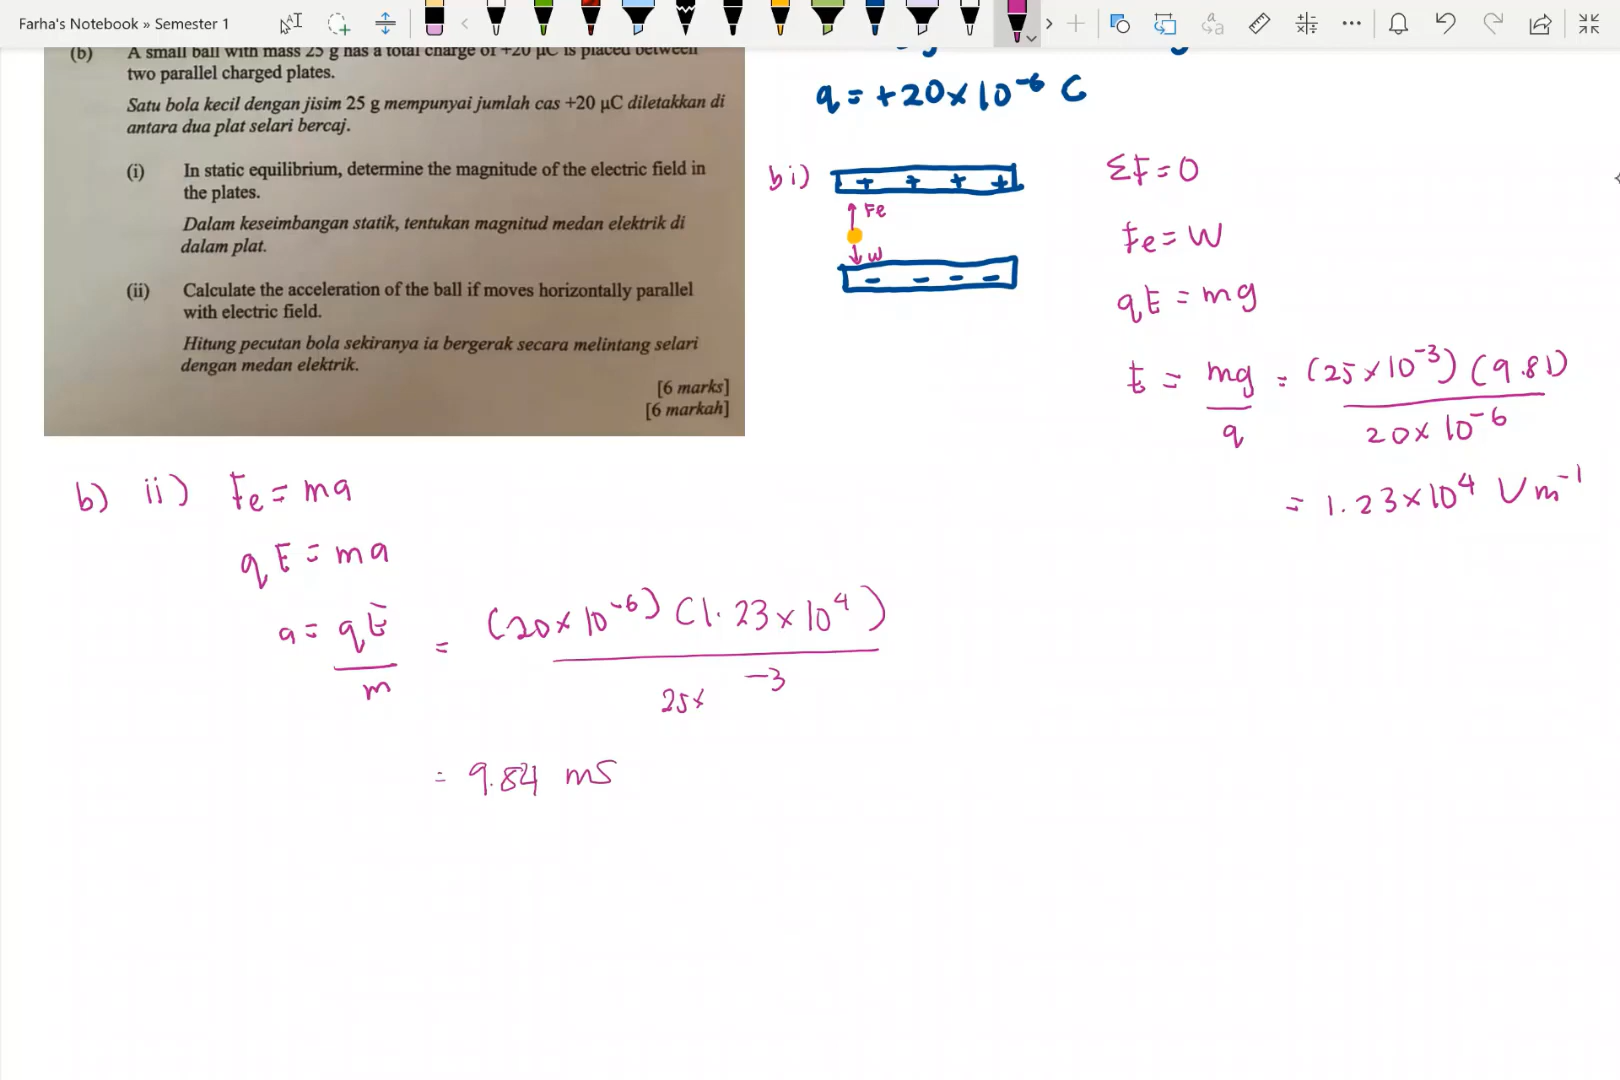 Farha's Notebook » Semester 1
(b) A small ball with mass 25 g has a total charge of +20 µC is placed between
two parallel charged plates.
Satu bola kecil dengan jisim 25 g mempunyai jumlah cas +20 µC diletakkan di
antara dua plat selari bercaj.
(i) In static equilibrium, determine the magnitude of the electric field in
the plates.
Dalam keseimbangan statik, tentukan magnitud medan elektrik di
dalam plat.
(ii) Calculate the acceleration of the ball if moves horizontally parallel
with electric field.
Hitung pecutan bola sekiranya ia bergerak secara melintang selari
dengan medan elektrik.
[6 marks]
[6 markah]
q = +20 × 10⁻⁶ C
b i)
+ + + +
Fe
W
- - - -
ΣF = 0
Fe = W
qE = mg
E = mg/q = (25 × 10⁻³)(9.81)/20 × 10⁻⁶
= 1.23 × 10⁴ V m⁻¹
b) ii) Fe = ma
qE = ma
a = qE/m = (20 × 10⁻⁶)(1.23 × 10⁴)/25 × ⁻³
= 9.84 ms